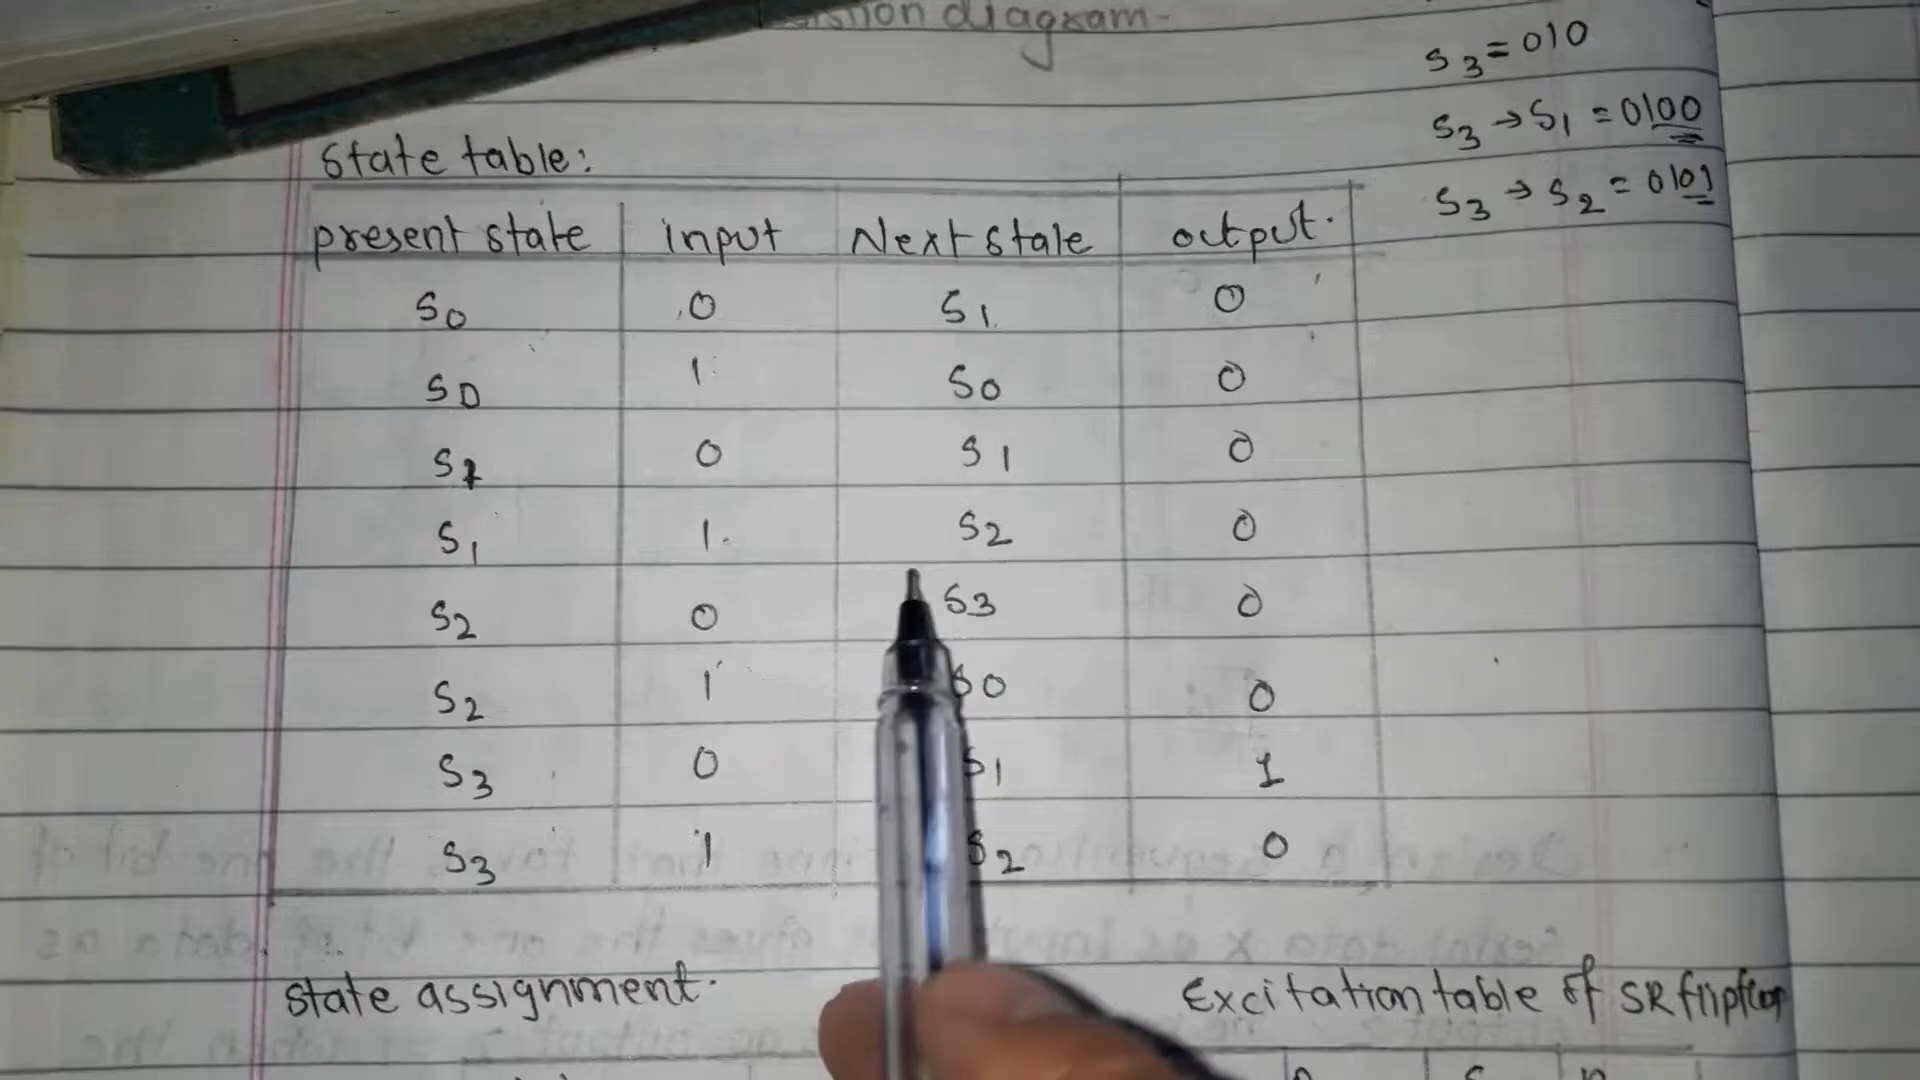 diagram.
S3 = 010
S3 → S1 = 0100
S3 → S2 = 0101
State table:
present state input Next state output.
S0 0 S1 0
S0 1 S0 0
S1 0 S1 0
S1 1 S2 0
S2 0 S3 0
S2 1 S0 0
S3 0 S1 1
S3 1 S2 0
state assignment.
Excitation table of SR flipflop